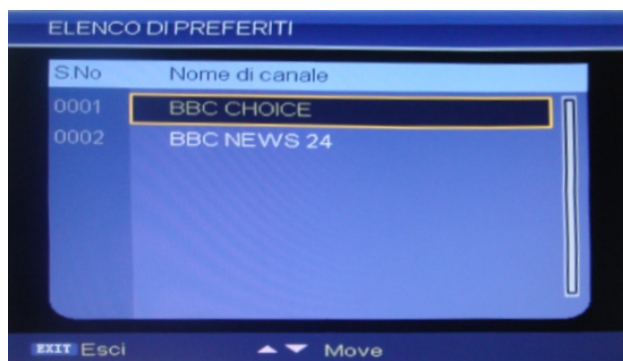 ELENCO DI PREFERITI
S.No Nome di canale
0001 BBC CHOICE
0002 BBC NEWS 24
EXIT Esci Move